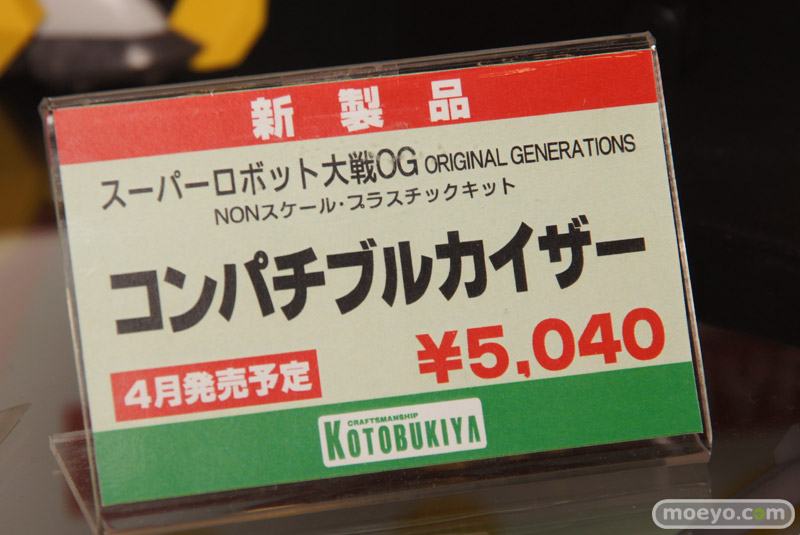 新製品
スーパーロボット大戦OG ORIGINAL GENERATIONS
NONスケール・プラスチックキット
コンパチブルカイザー
¥5,040
4月発売予定
CRAFTSMANSHIP
KOTOBUKIYA
moeyo.com